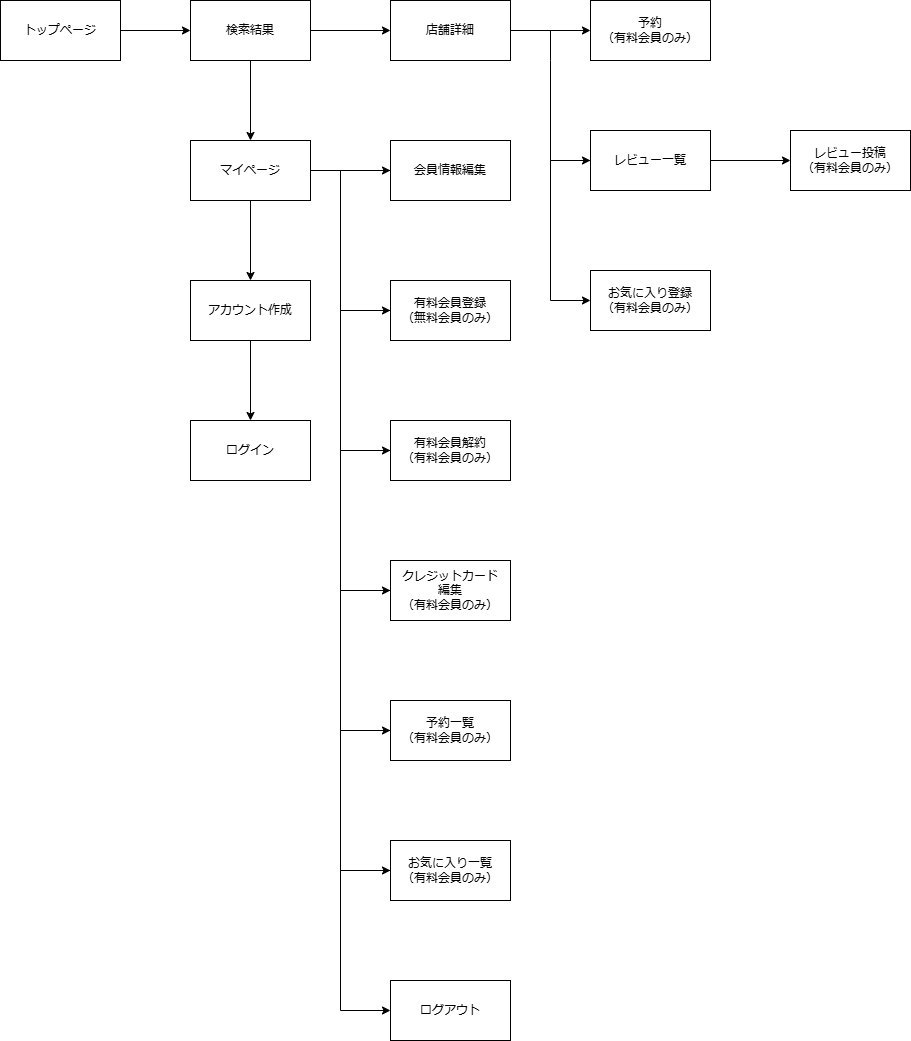 トップページ
検索結果
店舗詳細
予約
（有料会員のみ）
マイページ
会員情報編集
レビュー一覧
レビュー投稿
（有料会員のみ）
アカウント作成
有料会員登録
（無料会員のみ）
お気に入り登録
（有料会員のみ）
ログイン
有料会員解約
（有料会員のみ）
クレジットカード
編集
（有料会員のみ）
予約一覧
（有料会員のみ）
お気に入り一覧
（有料会員のみ）
ログアウト